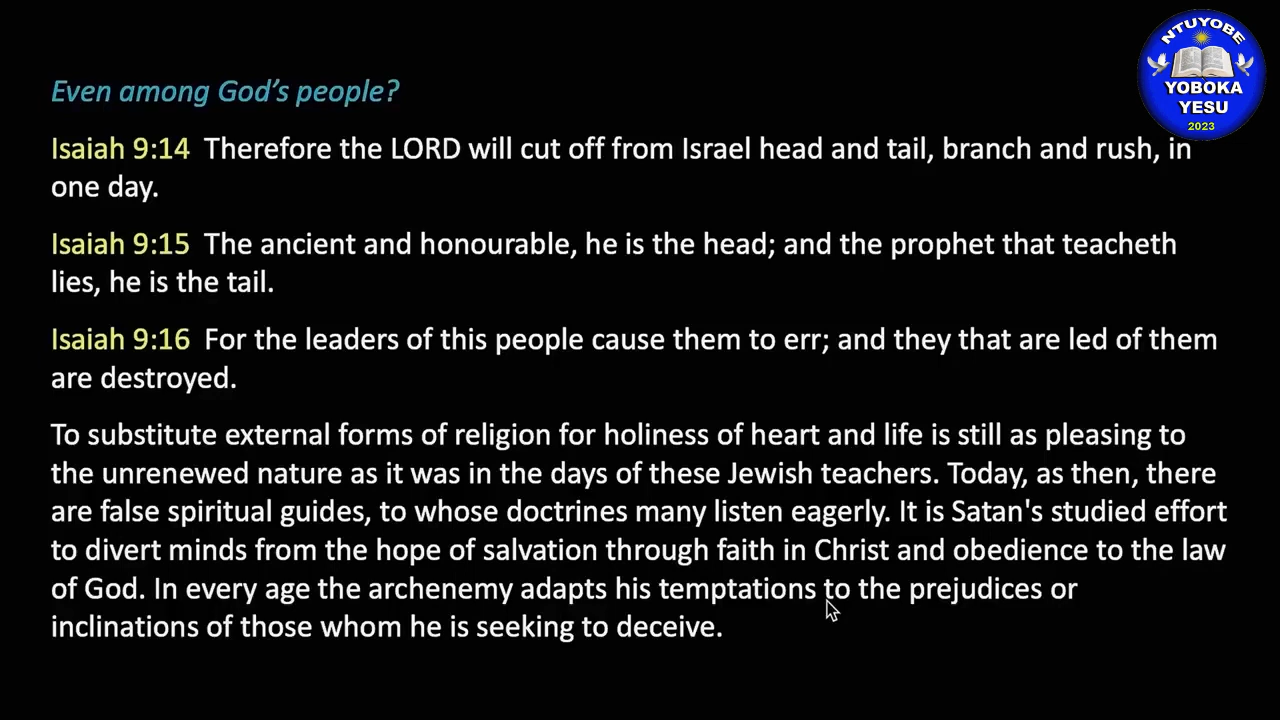 NTUYOBE
YOBOKA
YESU
2023
Even among God's people?
Isaiah 9:14 Therefore the LORD will cut off from Israel head and tail, branch and rush, in
one day.
Isaiah 9:15 The ancient and honourable, he is the head; and the prophet that teacheth
lies, he is the tail.
Isaiah 9:16 For the leaders of this people cause them to err; and they that are led of them
are destroyed.
To substitute external forms of religion for holiness of heart and life is still as pleasing to
the unrenewed nature as it was in the days of these Jewish teachers. Today, as then, there
are false spiritual guides, to whose doctrines many listen eagerly. It is Satan's studied effort
to divert minds from the hope of salvation through faith in Christ and obedience to the law
of God. In every age the archenemy adapts his temptations to the prejudices or
inclinations of those whom he is seeking to deceive.